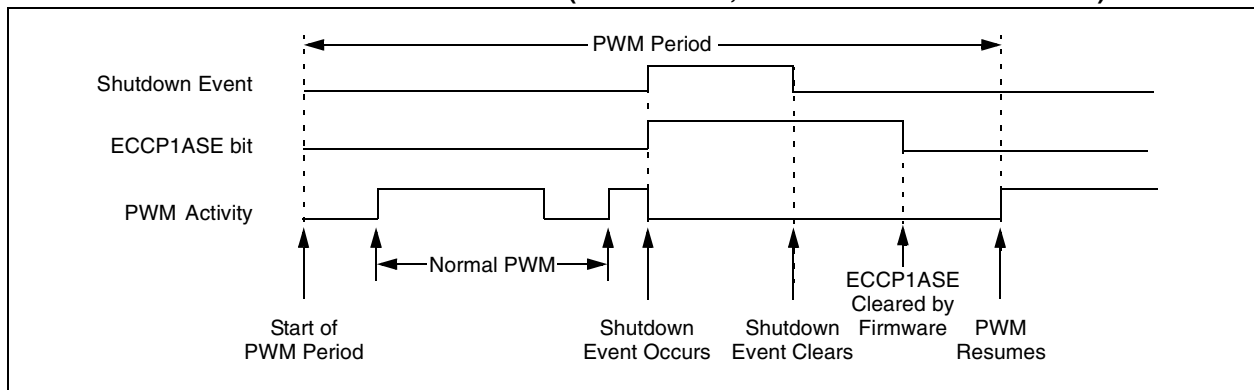 PWM Period
Shutdown Event
ECCP1ASE bit
PWM Activity
Normal PWM
Start of
PWM Period
Shutdown
Event Occurs
Shutdown
Event Clears
ECCP1ASE
Cleared by
Firmware
PWM
Resumes